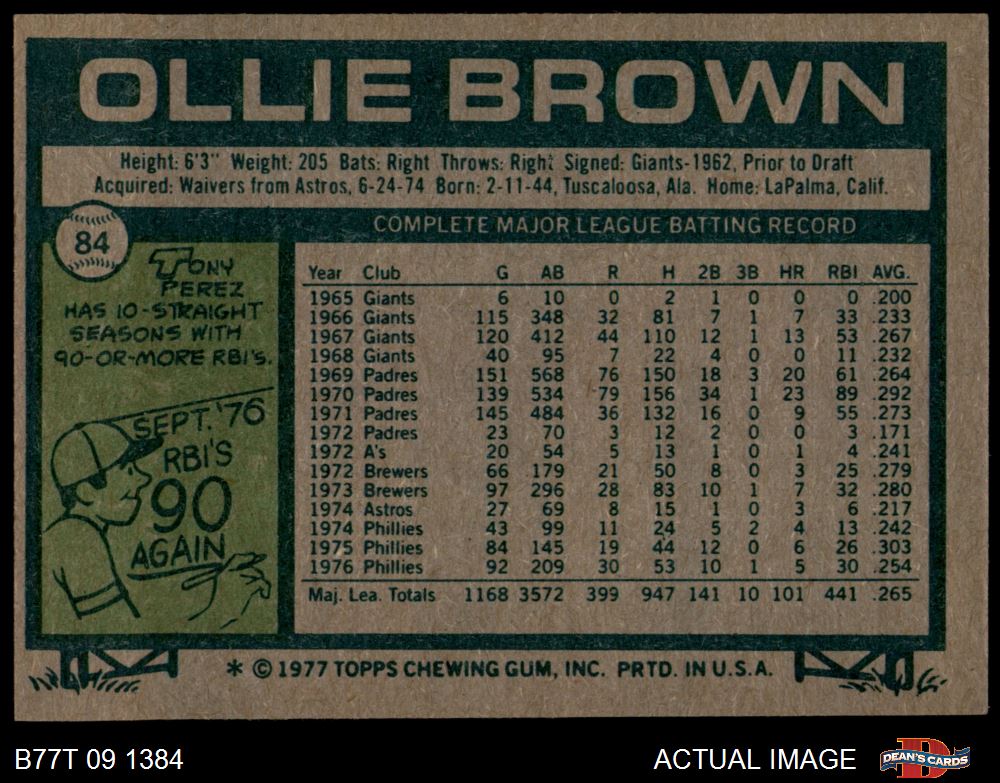 OLLIE BROWN
Height: 6'3" Weight: 205 Bats: Right Throws: Right Signed: Giants-1962, Prior to Draft
Acquired: Waivers from Astros, 6-24-74 Born: 2-11-44, Tuscaloosa, Ala. Home: LaPalma, Calif.
84
TONY
PEREZ
HAS 10-STRAIGHT
SEASONS WITH
90-OR-MORE RBI'S.
SEPT. '76
RBI'S
90
AGAIN
COMPLETE MAJOR LEAGUE BATTING RECORD
Year Club G AB R H 2B 3B HR RBI AVG.
1965 Giants 6 10 0 2 1 0 0 0 .200
1966 Giants 115 348 32 81 7 1 7 33 .233
1967 Giants 120 412 44 110 12 1 13 53 .267
1968 Giants 40 95 7 22 4 0 0 11 .232
1969 Padres 151 568 76 150 18 3 20 61 .264
1970 Padres 139 534 79 156 34 1 23 89 .292
1971 Padres 145 484 36 132 16 0 9 55 .273
1972 Padres 23 70 3 12 2 0 0 3 .171
1972 A's 20 54 5 13 1 0 1 4 .241
1972 Brewers 66 179 21 50 8 0 3 25 .279
1973 Brewers 97 296 28 83 10 1 7 32 .280
1974 Astros 27 69 8 15 1 0 3 6 .217
1974 Phillies 43 99 11 24 5 2 4 13 .242
1975 Phillies 84 145 19 44 12 0 6 26 .303
1976 Phillies 92 209 30 53 10 1 5 30 .254
Maj. Lea. Totals 1168 3572 399 947 141 10 101 441 .265
* © 1977 TOPPS CHEWING GUM, INC. PRTD. IN U.S.A.
B77T 09 1384
ACTUAL IMAGE
DEAN'S CARDS